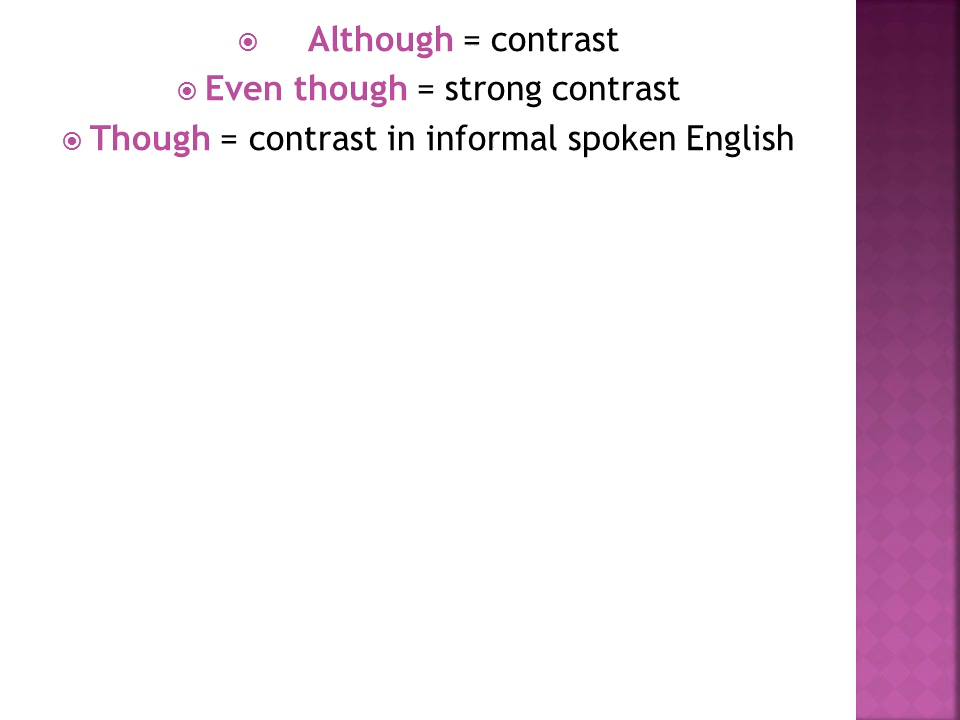 Although = contrast
Even though = strong contrast
Though = contrast in informal spoken English